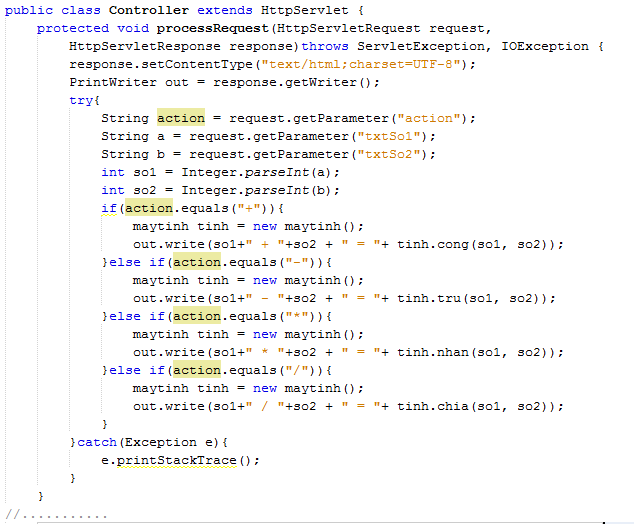 public class Controller extends HttpServlet {
    protected void processRequest(HttpServletRequest request,
        HttpServletResponse response)throws ServletException, IOException {
        response.setContentType("text/html;charset=UTF-8");
        PrintWriter out = response.getWriter();
        try{
            String action = request.getParameter("action");
            String a = request.getParameter("txtSo1");
            String b = request.getParameter("txtSo2");
            int so1 = Integer.parseInt(a);
            int so2 = Integer.parseInt(b);
            if(action.equals("+")){
                maytinh tinh = new maytinh();
                out.write(so1+" + "+so2 + " = "+ tinh.cong(so1, so2));
            }else if(action.equals("-")){
                maytinh tinh = new maytinh();
                out.write(so1+" - "+so2 + " = "+ tinh.tru(so1, so2));
            }else if(action.equals("*")){
                maytinh tinh = new maytinh();
                out.write(so1+" * "+so2 + " = "+ tinh.nhan(so1, so2));
            }else if(action.equals("/")){
                maytinh tinh = new maytinh();
                out.write(so1+" / "+so2 + " = "+ tinh.chia(so1, so2));
            }
        }catch(Exception e){
            e.printStackTrace();
        }
    }
//...........